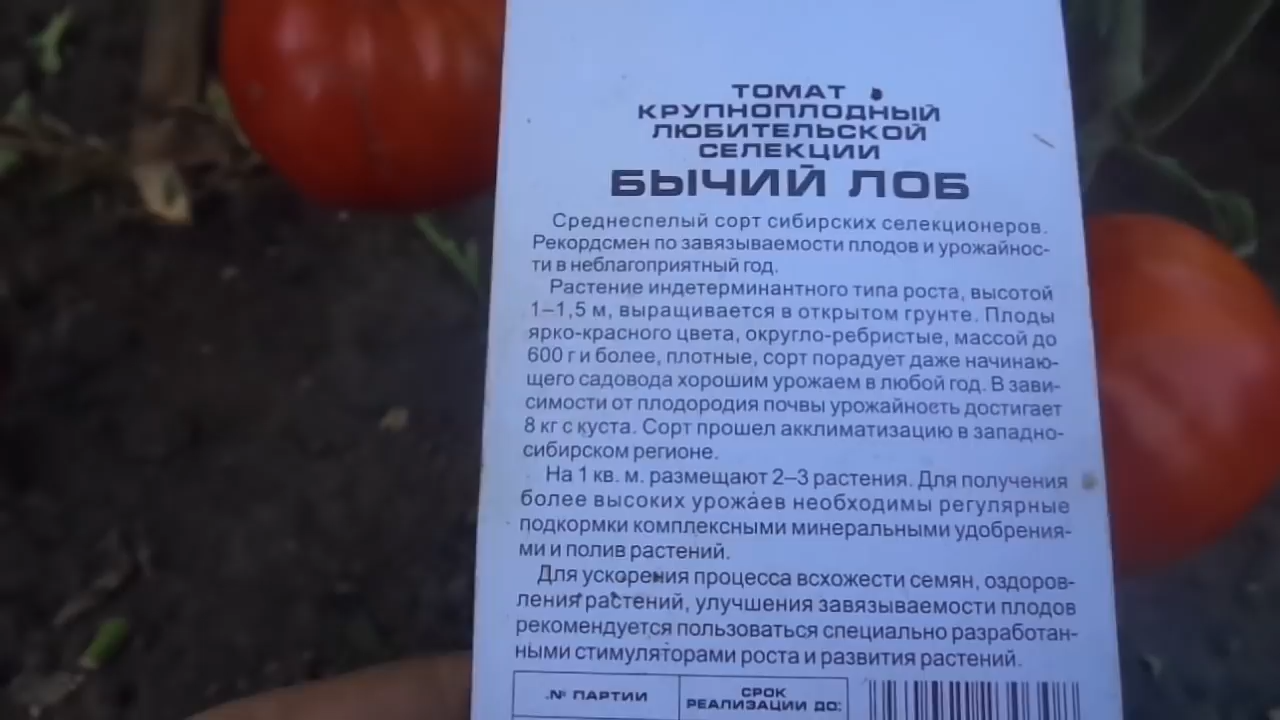 ТОМАТ
КРУПНОПЛОДНЫЙ
ЛЮБИТЕЛЬСКОЙ
СЕЛЕКЦИИ
БЫЧИЙ ЛОБ
Среднеспелый сорт сибирских селекционеров.
Рекордсмен по завязываемости плодов и урожайнос-
ти в неблагоприятный год.
Растение индетерминантного типа роста, высотой
1–1,5 м, выращивается в открытом грунте. Плоды
ярко-красного цвета, округло-ребристые, массой до
600 г и более, плотные, сорт порадует даже начинаю-
щего садовода хорошим урожаем в любой год. В зави-
симости от плодородия почвы урожайность достигает
8 кг с куста. Сорт прошел акклиматизацию в западно-
сибирском регионе.
На 1 кв. м. размещают 2–3 растения. Для получения
более высоких урожаев необходимы регулярные
подкормки комплексными минеральными удобрения-
ми и полив растений.
Для ускорения процесса всхожести семян, оздоров-
ления растений, улучшения завязываемости плодов
рекомендуется пользоваться специально разработан-
ными стимуляторами роста и развития растений.
№ ПАРТИИ
СРОК
РЕАЛИЗАЦИИ ДО: